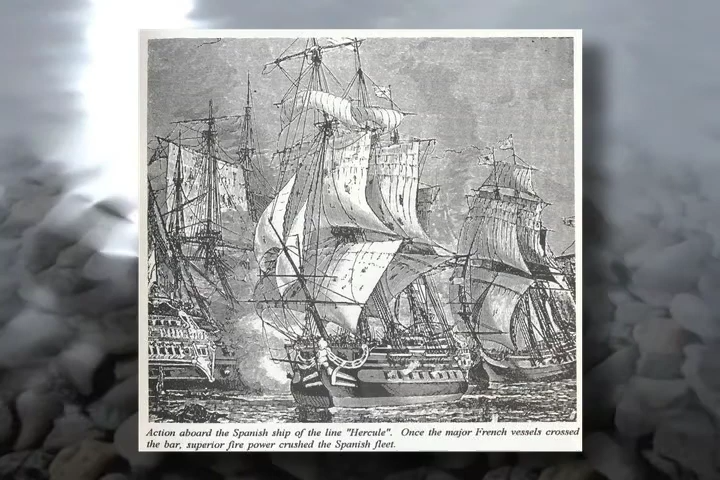 Action aboard the Spanish ship of the line "Hercule". Once the major French vessels crossed
the bar, superior fire power crushed the Spanish fleet.